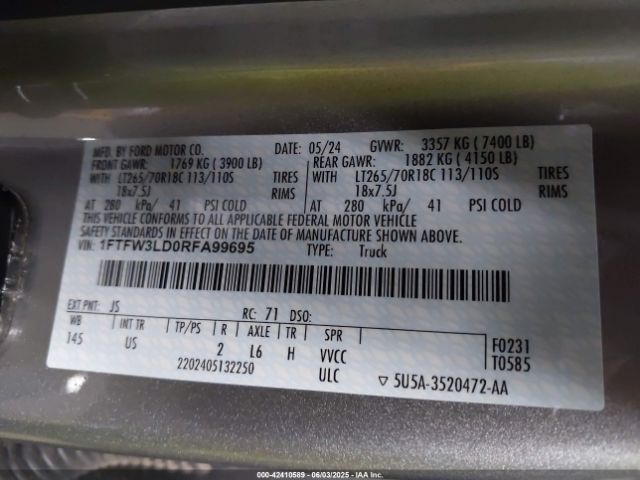 MFD. BY FORD MOTOR CO. DATE: 05/24 GVWR: 3357 KG ( 7400 LB)
FRONT GAWR: 1769 KG ( 3900 LB) REAR GAWR: 1882 KG ( 4150 LB)
WITH LT265/70R18C 113/110S TIRES WITH LT265/70R18C 113/110S TIRES
18x7.5J RIMS 18x7.5J RIMS
AT 280 kPa/ 41 PSI COLD AT 280 kPa/ 41 PSI COLD
THIS VEHICLE CONFORMS TO ALL APPLICABLE FEDERAL MOTOR VEHICLE
SAFETY STANDARDS IN EFFECT ON THE DATE OF MANUFACTURE SHOWN ABOVE.
VIN: 1FTFW3LD0RFA99695 TYPE: Truck
EXT PNT: JS RC: 71 DSO:
WB INT TR TP/PS R AXLE TR SPR F0231
145 US 2 L6 H VVCC T0585
2202405132250 ULC ▽ 5U5A-3520472-AA
000-42410589 - 06/03/2025 - IAAI.COM